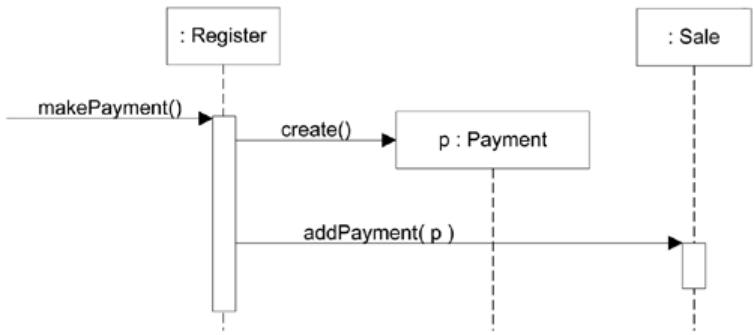 : Register
: Sale
makePayment()
create()
p : Payment
addPayment( p )